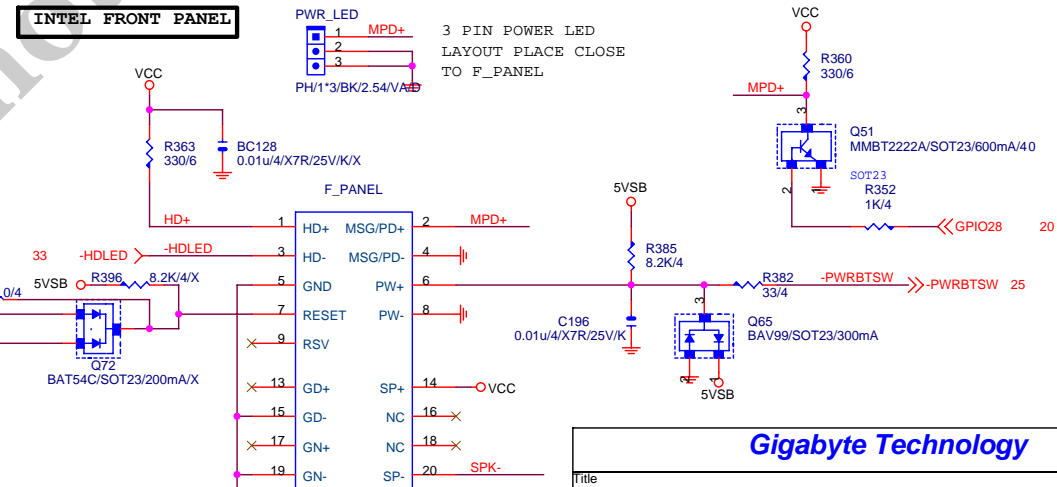 INTEL FRONT PANEL
PWR_LED
1
2
3
MPD+
PH/1*3/BK/2.54/VA/D
3 PIN POWER LED
LAYOUT PLACE CLOSE
TO F_PANEL
VCC
R360
330/6
MPD+
3
Q51
MMBT2222A/SOT23/600mA/40
SOT23
2
1
R352
1K/4
GPIO28 20
VCC
R363
330/6
BC128
0.01u/4/X7R/25V/K/X
F_PANEL
HD+ 1 HD+ MSG/PD+ 2 MPD+
33 -HDLED -HDLED 3 HD- MSG/PD- 4
5 GND PW+ 6
7 RESET PW- 8
9 RSV
13 GD+ SP+ 14 VCC
15 GD- NC 16
17 GN+ NC 18
19 GN- SP- 20 SPK-
5VSB R396 8.2K/4/X
0/4
Q72
BAT54C/SOT23/200mA/X
5VSB
R385
8.2K/4
R382
33/4
-PWRBTSW -PWRBTSW 25
C196
0.01u/4/X7R/25V/K
3
Q65
BAV99/SOT23/300mA
2
1
5VSB
Gigabyte Technology
Title